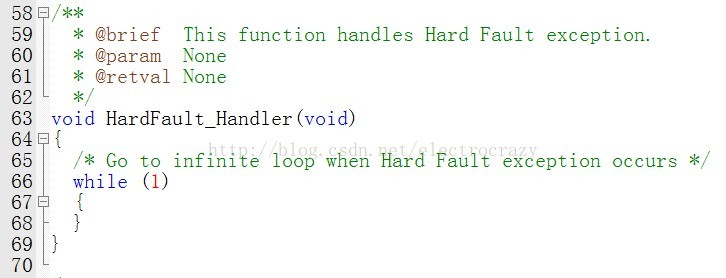 58 /**
59 * @brief  This function handles Hard Fault exception.
60 * @param  None
61 * @retval None
62 */
63 void HardFault_Handler(void)
64 {
http://blog.csdn.net/electrocrazy
65 /* Go to infinite loop when Hard Fault exception occurs */
66 while (1)
67 {
68 }
69 }
70